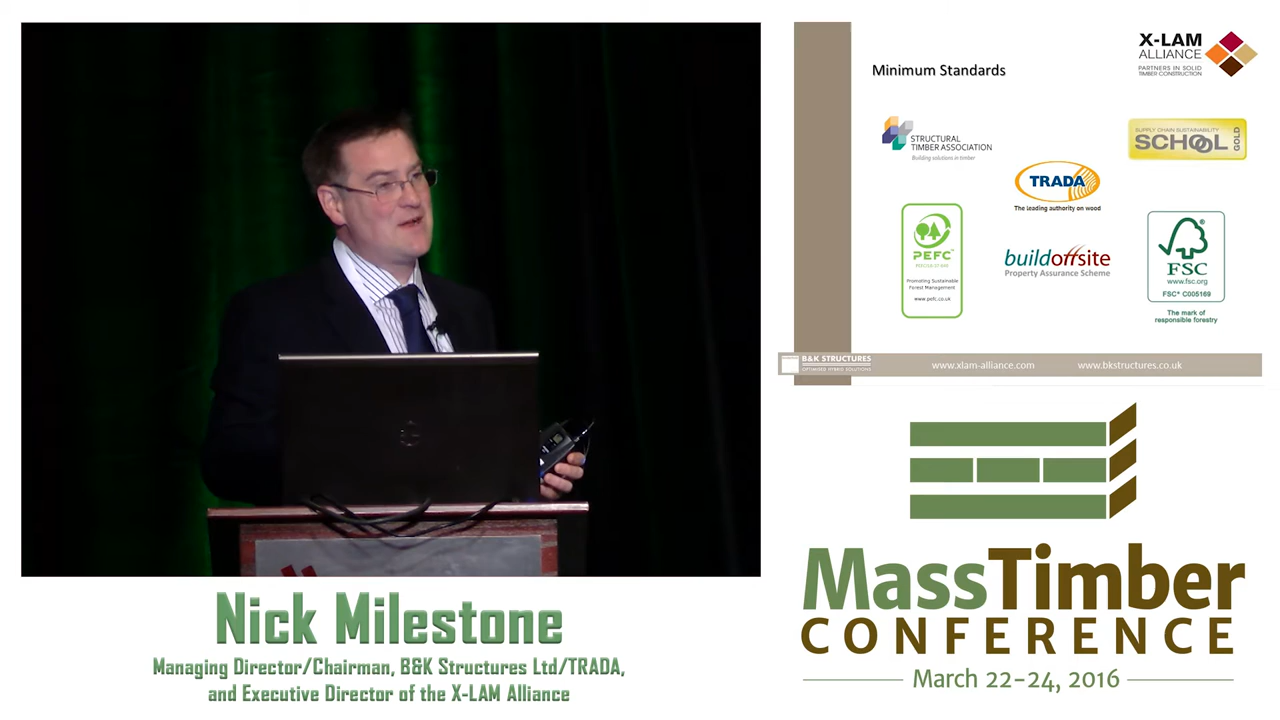 Minimum Standards
X-LAM
ALLIANCE
PARTNERS IN SOLID
TIMBER CONSTRUCTION
STRUCTURAL
TIMBER ASSOCIATION
Building solutions in timber
SUPPLY CHAIN SUSTAINABILITY
SCHOOL
GOLD
TRADA
The leading authority on wood
PEFC™
Promoting Sustainable
Forest Management
www.pefc.co.uk
buildoffsite
Property Assurance Scheme
®
FSC
www.fsc.org
FSC® C005169
The mark of
responsible forestry
B&K STRUCTURES
OPTIMISED HYBRID SOLUTIONS
www.xlam-alliance.com
www.bkstructures.co.uk
MassTimber
CONFERENCE
March 22-24, 2016
Nick Milestone
Managing Director/Chairman, B&K Structures Ltd/TRADA,
and Executive Director of the X-LAM Alliance